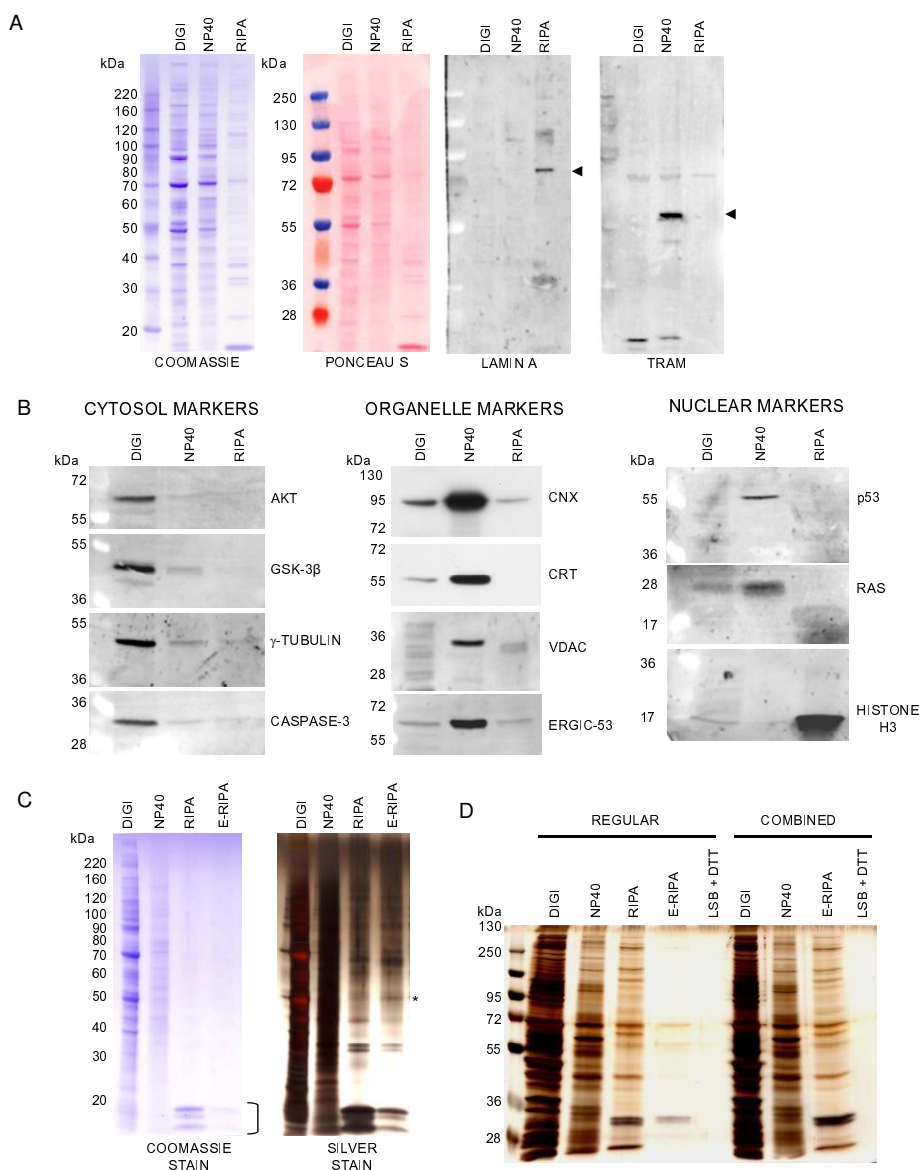 A
DIGI NP40 RIPA
kDa
220
160
120
100
90
80
70
60
50
40
30
20
COOMASSIE
DIGI NP40 RIPA
kDa
250
130
95
72
55
36
28
PONCEAU S
DIGI NP40 RIPA
LAMIN A
DIGI NP40 RIPA
TRAM
B
CYTOSOL MARKERS
DIGI NP40 RIPA
kDa
72
55
AKT
36
GSK-3β
55
36
γ-TUBULIN
36
28
CASPASE-3
ORGANELLE MARKERS
DIGI NP40 RIPA
kDa
130
95
72
CNX
72
55
CRT
36
28
VDAC
72
55
ERGIC-53
NUCLEAR MARKERS
DIGI NP40 RIPA
kDa
55
36
p53
28
17
RAS
36
17
HISTONE
H3
C
DIGI NP40 RIPA E-RIPA
kDa
220
160
120
100
90
80
70
60
50
40
30
20
COOMASSIE
STAIN
DIGI NP40 RIPA E-RIPA
*
SILVER
STAIN
D
REGULAR COMBINED
DIGI NP40 RIPA E-RIPA LSB + DTT DIGI NP40 E-RIPA LSB + DTT
kDa
130
250
95
72
55
36
28